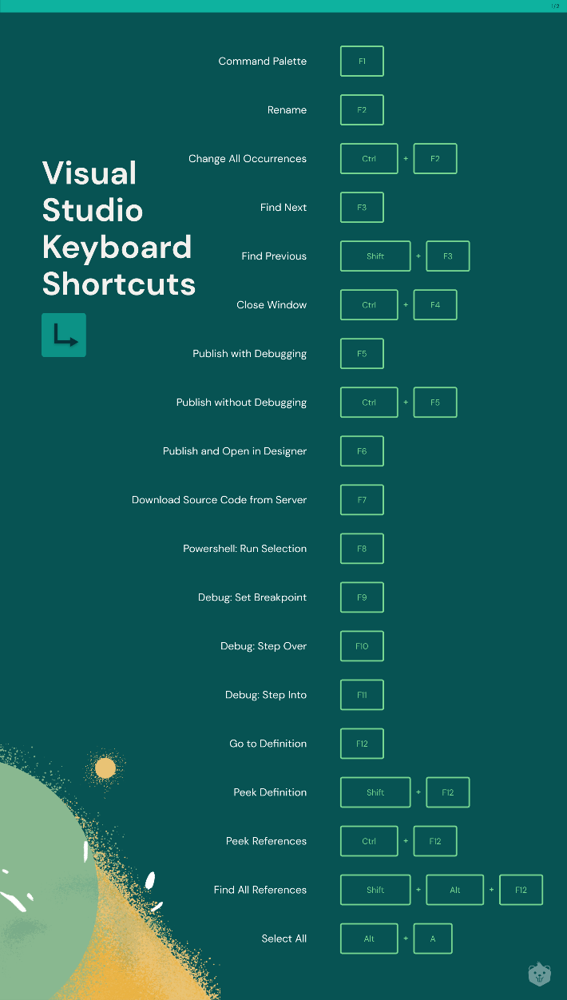 1/2
Visual
Studio
Keyboard
Shortcuts
Command Palette F1
Rename F2
Change All Occurrences Ctrl + F2
Find Next F3
Find Previous Shift + F3
Close Window Ctrl + F4
Publish with Debugging F5
Publish without Debugging Ctrl + F5
Publish and Open in Designer F6
Download Source Code from Server F7
Powershell: Run Selection F8
Debug: Set Breakpoint F9
Debug: Step Over F10
Debug: Step Into F11
Go to Definition F12
Peek Definition Shift + F12
Peek References Ctrl + F12
Find All References Shift + Alt + F12
Select All Alt + A